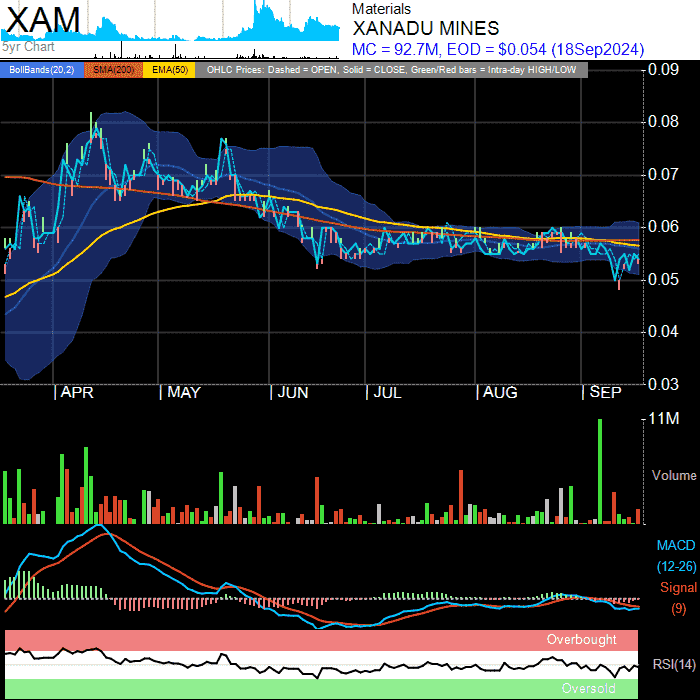 XAM
5yr Chart
Materials
XANADU MINES
MC = 92.7M, EOD = $0.054 (18Sep2024)
BollBands(20,2) SMA(200) EMA(50) OHLC Prices: Dashed = OPEN, Solid = CLOSE, Green/Red bars = Intra-day HIGH/LOW
0.09
0.08
0.07
0.06
0.05
0.04
0.03
APR MAY JUN JUL AUG SEP
11M
Volume
MACD
(12-26)
Signal
(9)
Overbought
RSI(14)
Oversold